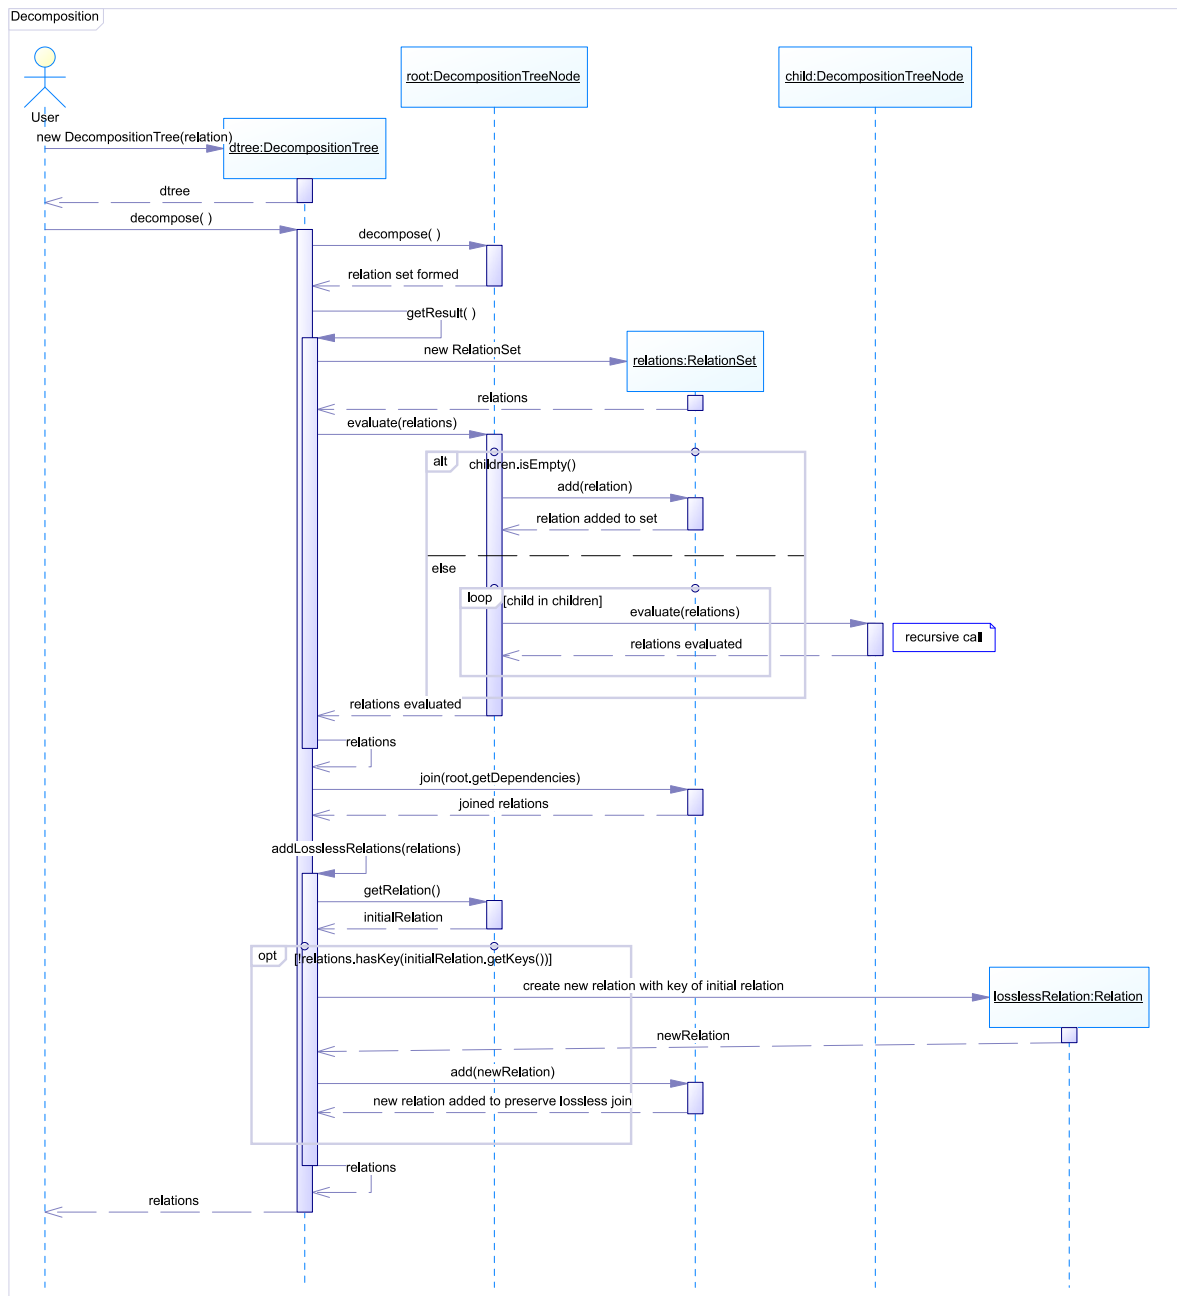 Decomposition
root:DecompositionTreeNode
child:DecompositionTreeNode
User
new DecompositionTree(relation)
dtree:DecompositionTree
dtree
decompose( )
decompose( )
relation set formed
getResult( )
new RelationSet
relations:RelationSet
relations
evaluate(relations)
alt
children.isEmpty()
add(relation)
relation added to set
else
loop
[child in children]
evaluate(relations)
recursive call
relations evaluated
relations evaluated
relations
join(root.getDependencies)
joined relations
addLosslessRelations(relations)
getRelation()
initialRelation
opt
[!relations.hasKey(initialRelation.getKeys())]
create new relation with key of initial relation
losslessRelation:Relation
newRelation
add(newRelation)
new relation added to preserve lossless join
relations
relations